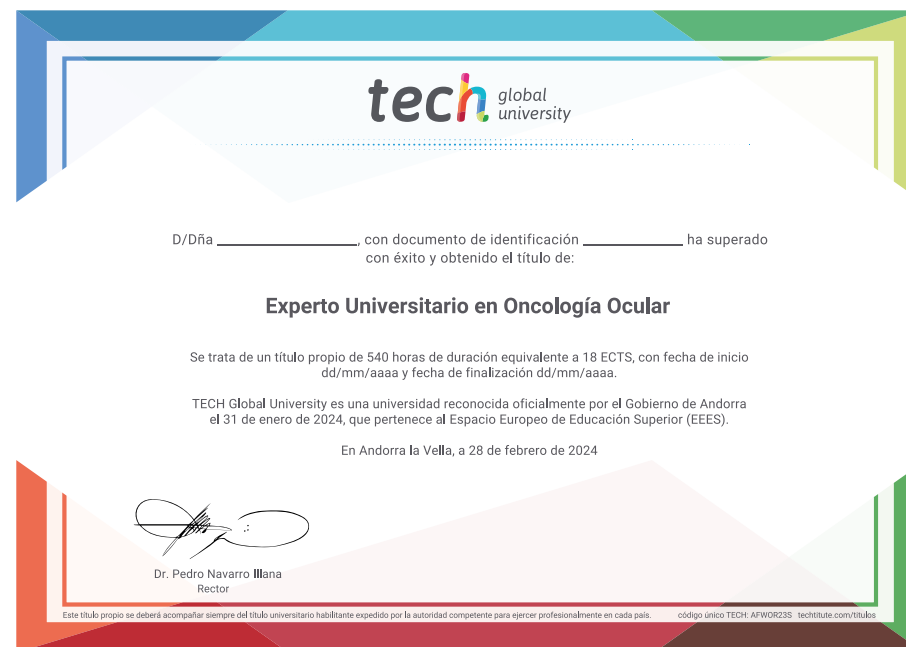 tech global university
D/Dña ____________________, con documento de identificación ______________ ha superado
con éxito y obtenido el título de:
Experto Universitario en Oncología Ocular
Se trata de un título propio de 540 horas de duración equivalente a 18 ECTS, con fecha de inicio
dd/mm/aaaa y fecha de finalización dd/mm/aaaa.
TECH Global University es una universidad reconocida oficialmente por el Gobierno de Andorra
el 31 de enero de 2024, que pertenece al Espacio Europeo de Educación Superior (EEES).
En Andorra la Vella, a 28 de febrero de 2024
Dr. Pedro Navarro Illana
Rector
Este título propio se deberá acompañar siempre del título universitario habilitante expedido por la autoridad competente para ejercer profesionalmente en cada país. código único TECH: AFWOR23S techtitute.com/titulos